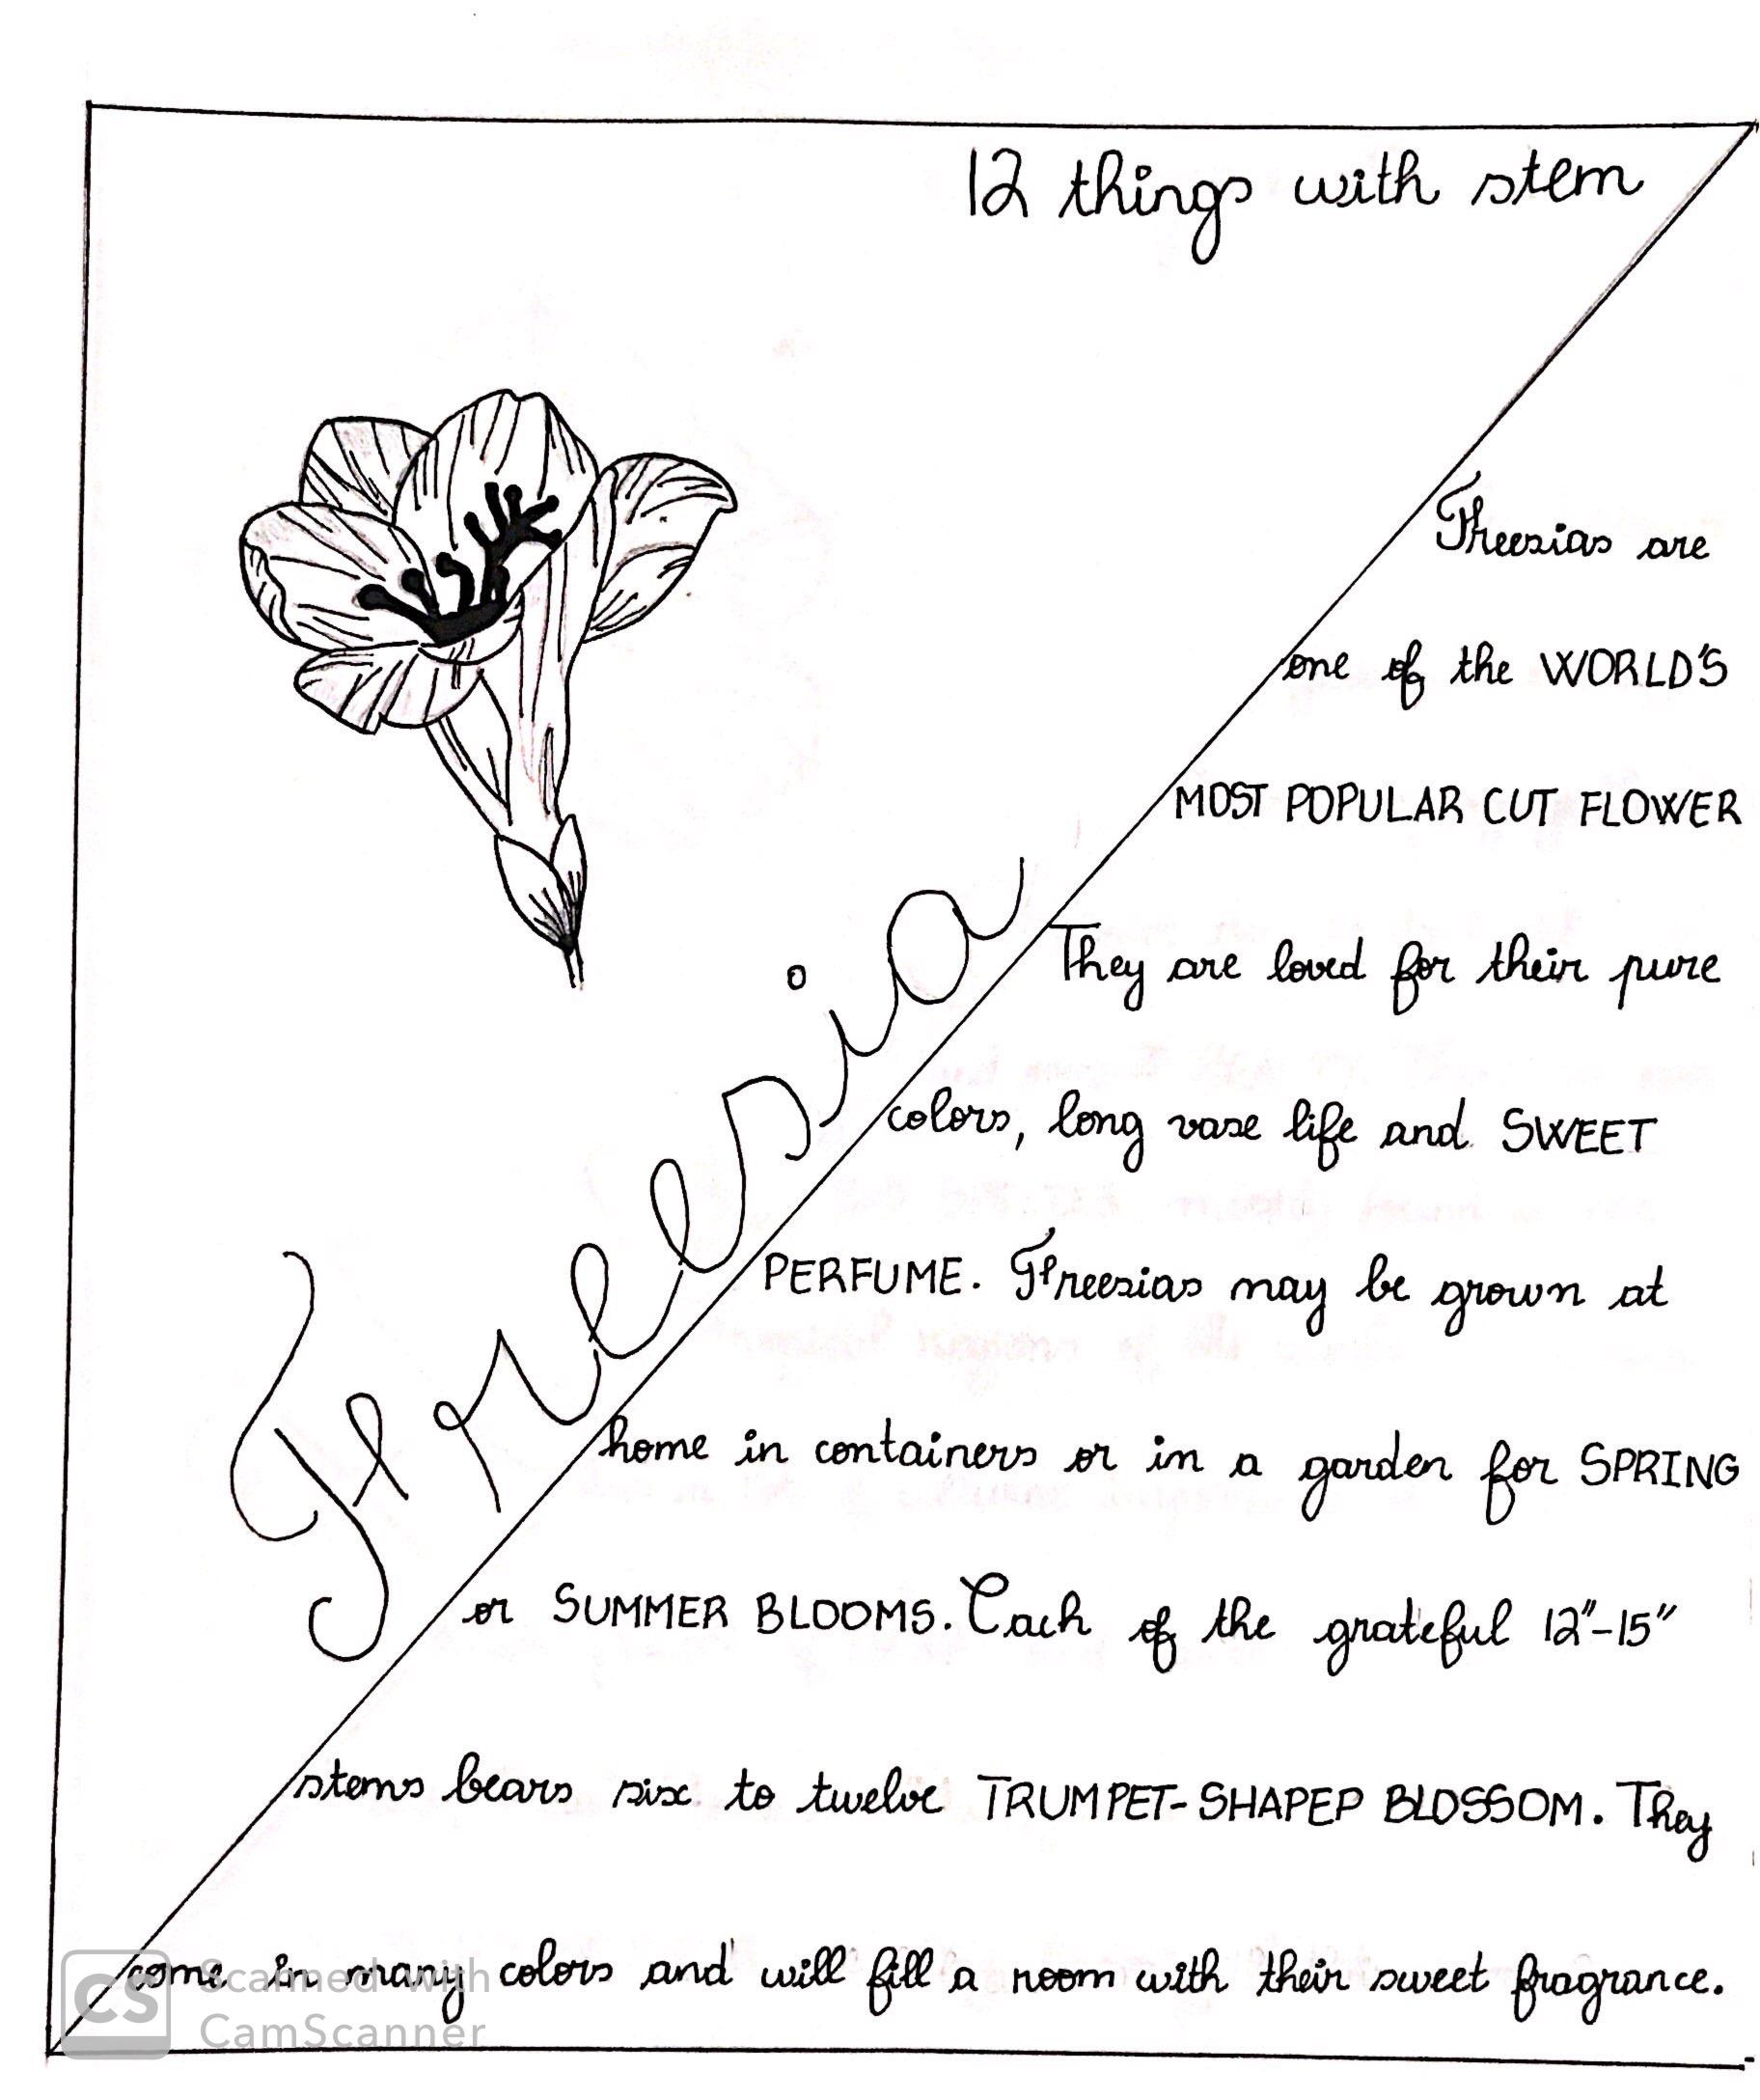 12 things with stem
Freesias are
one of the WORLD'S
MOST POPULAR CUT FLOWER
Freesia
They are loved for their pure
colors, long vase life and SWEET
PERFUME. Freesias may be grown at
home in containers or in a garden for SPRING
or SUMMER BLOOMS. Each of the grateful 12"-15"
stems bears six to twelve TRUMPET-SHAPED BLOSSOM. They
come in many colors and will fill a room with their sweet fragrance.
CS Scanned with
CamScanner